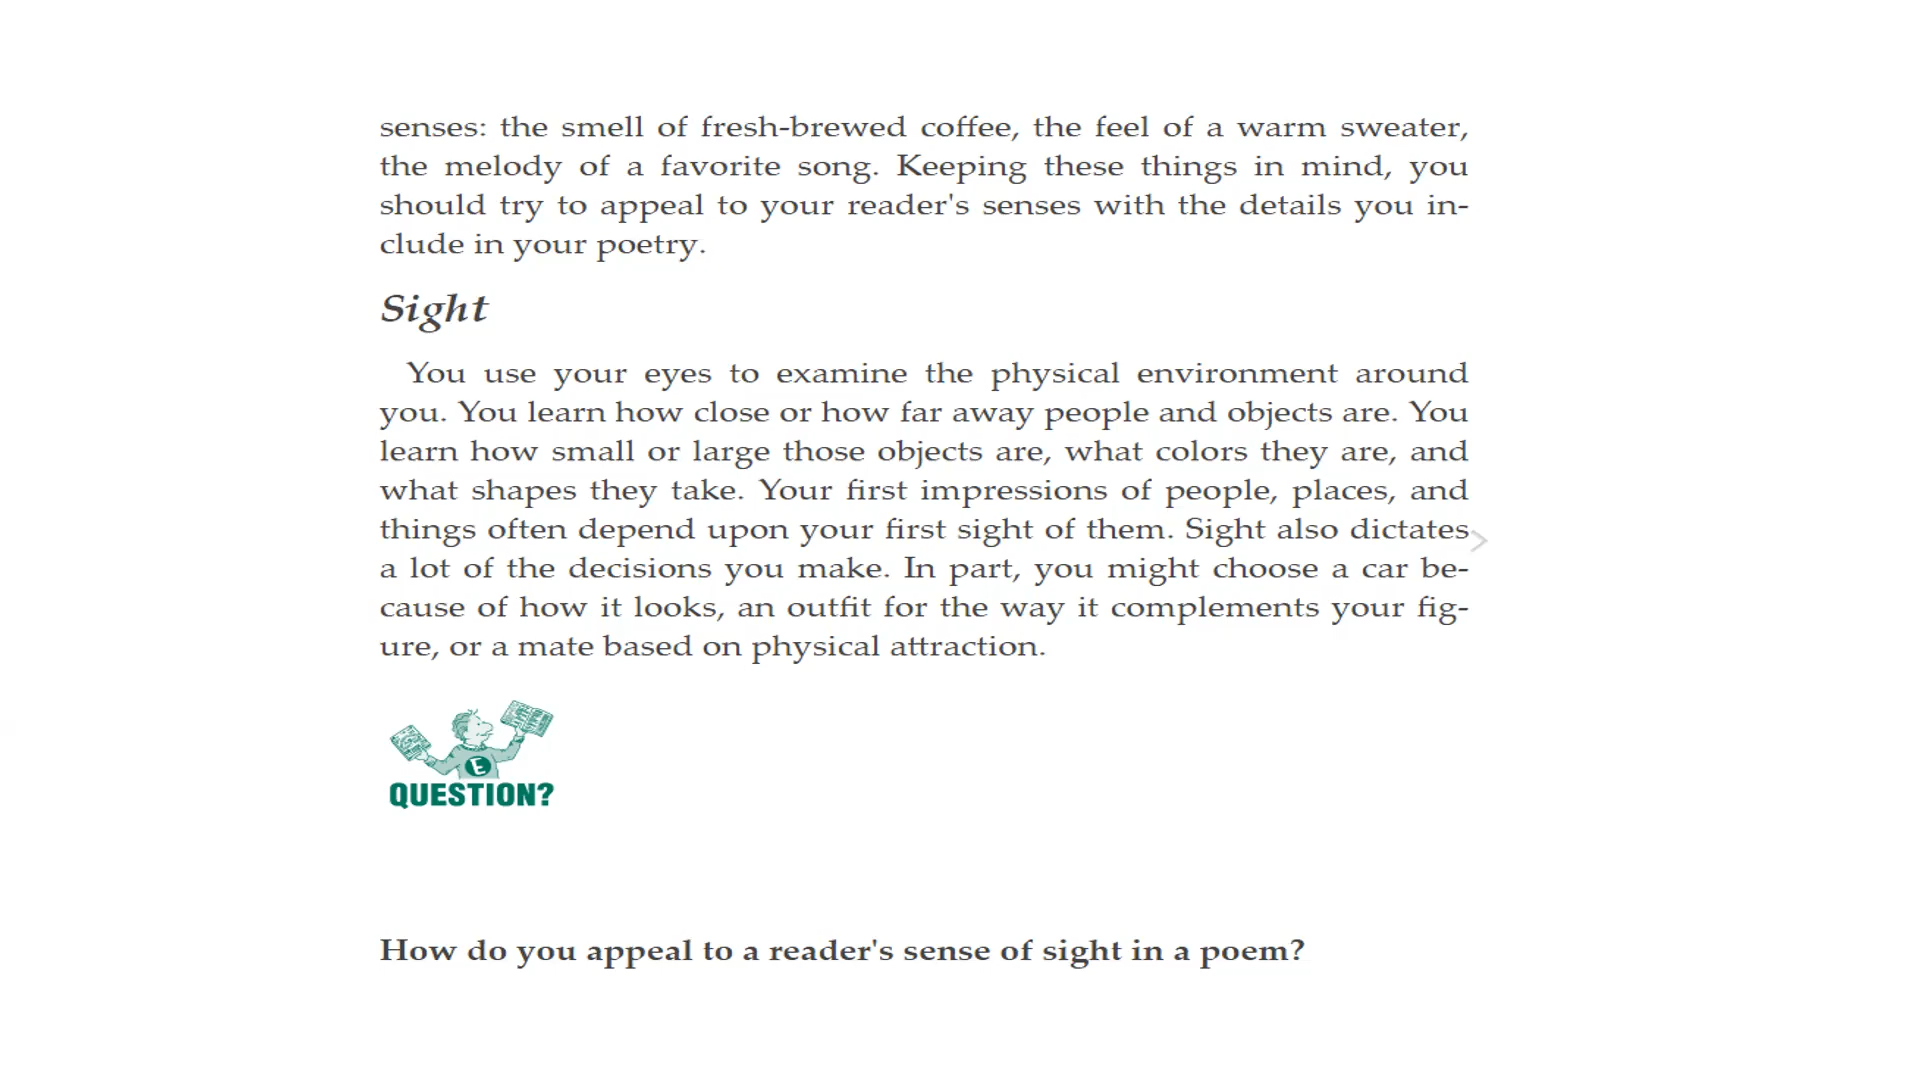 senses: the smell of fresh-brewed coffee, the feel of a warm sweater,
the melody of a favorite song. Keeping these things in mind, you
should try to appeal to your reader's senses with the details you in-
clude in your poetry.
Sight
You use your eyes to examine the physical environment around
you. You learn how close or how far away people and objects are. You
learn how small or large those objects are, what colors they are, and
what shapes they take. Your first impressions of people, places, and
things often depend upon your first sight of them. Sight also dictates
a lot of the decisions you make. In part, you might choose a car be-
cause of how it looks, an outfit for the way it complements your fig-
ure, or a mate based on physical attraction.
E
QUESTION?
How do you appeal to a reader's sense of sight in a poem?